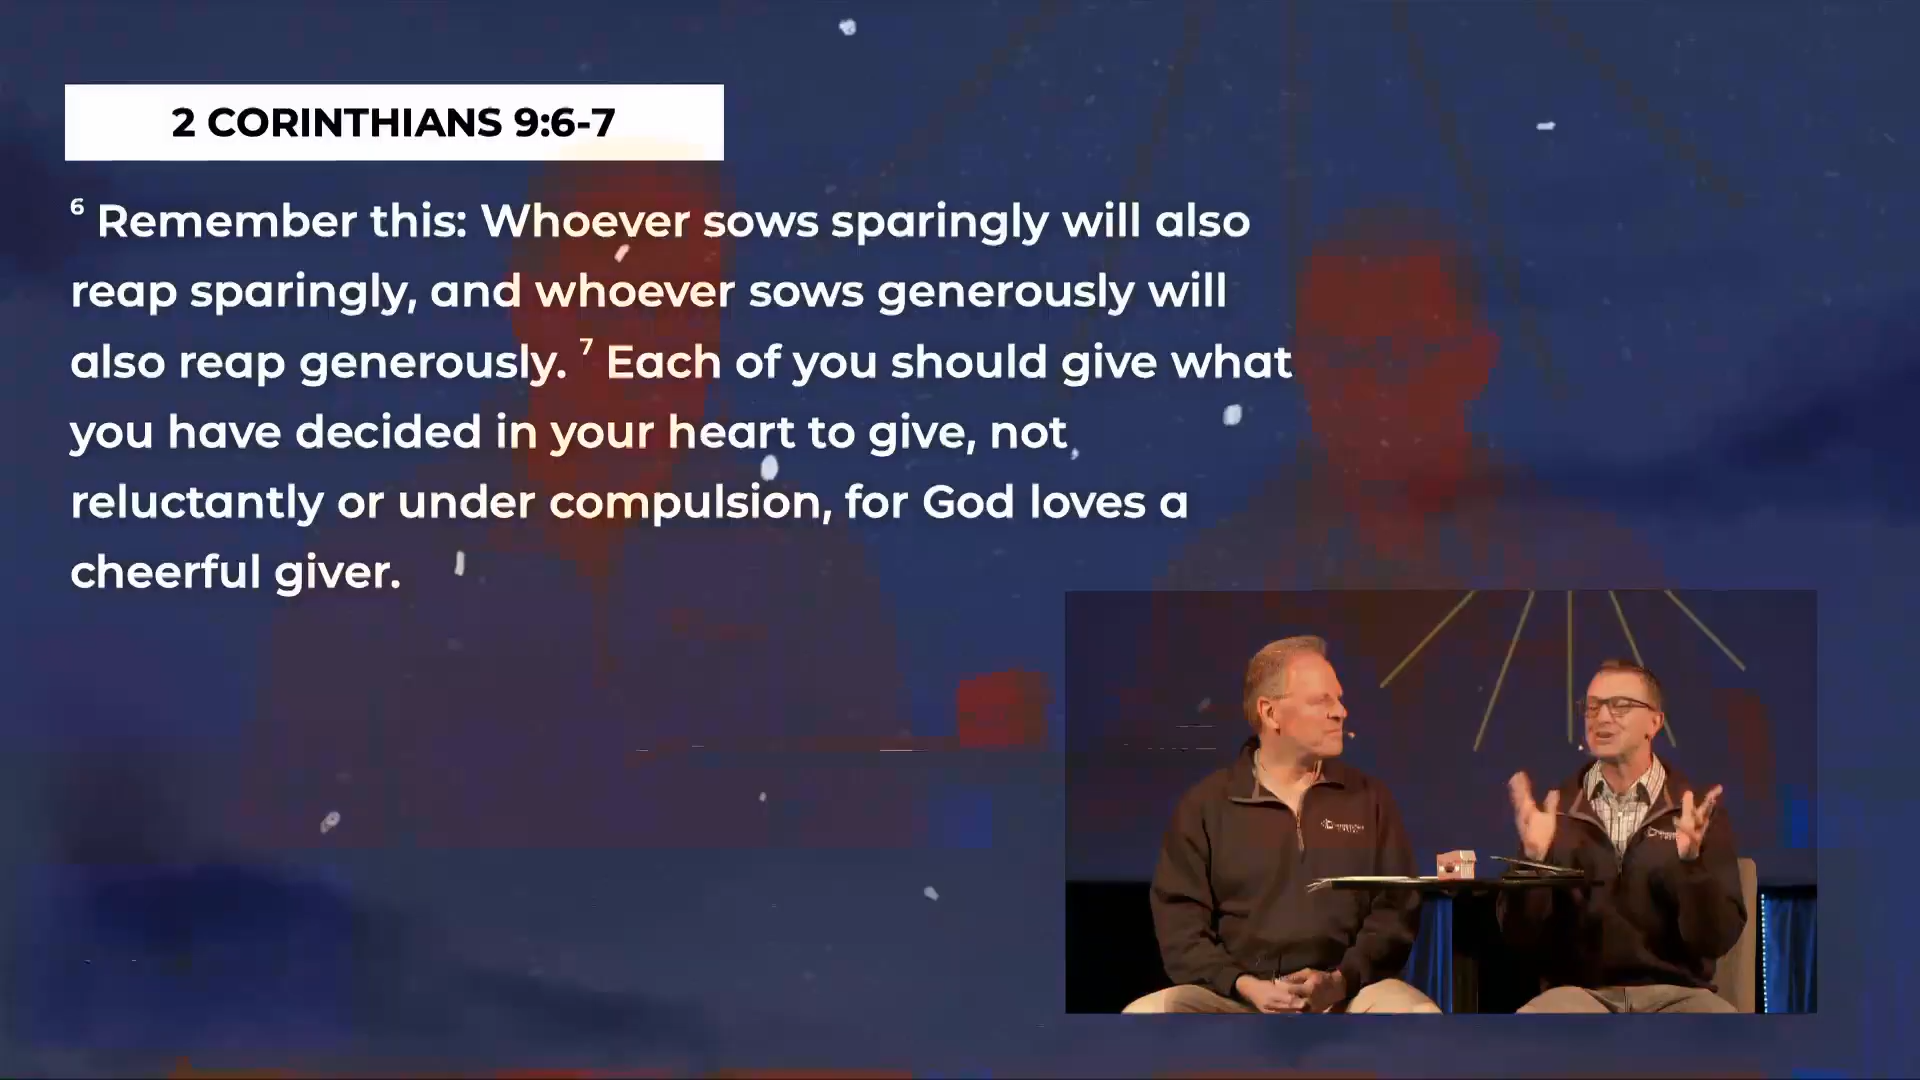 2 CORINTHIANS 9:6-7
⁶ Remember this: Whoever sows sparingly will also
reap sparingly, and whoever sows generously will
also reap generously. ⁷ Each of you should give what
you have decided in your heart to give, not
reluctantly or under compulsion, for God loves a
cheerful giver.